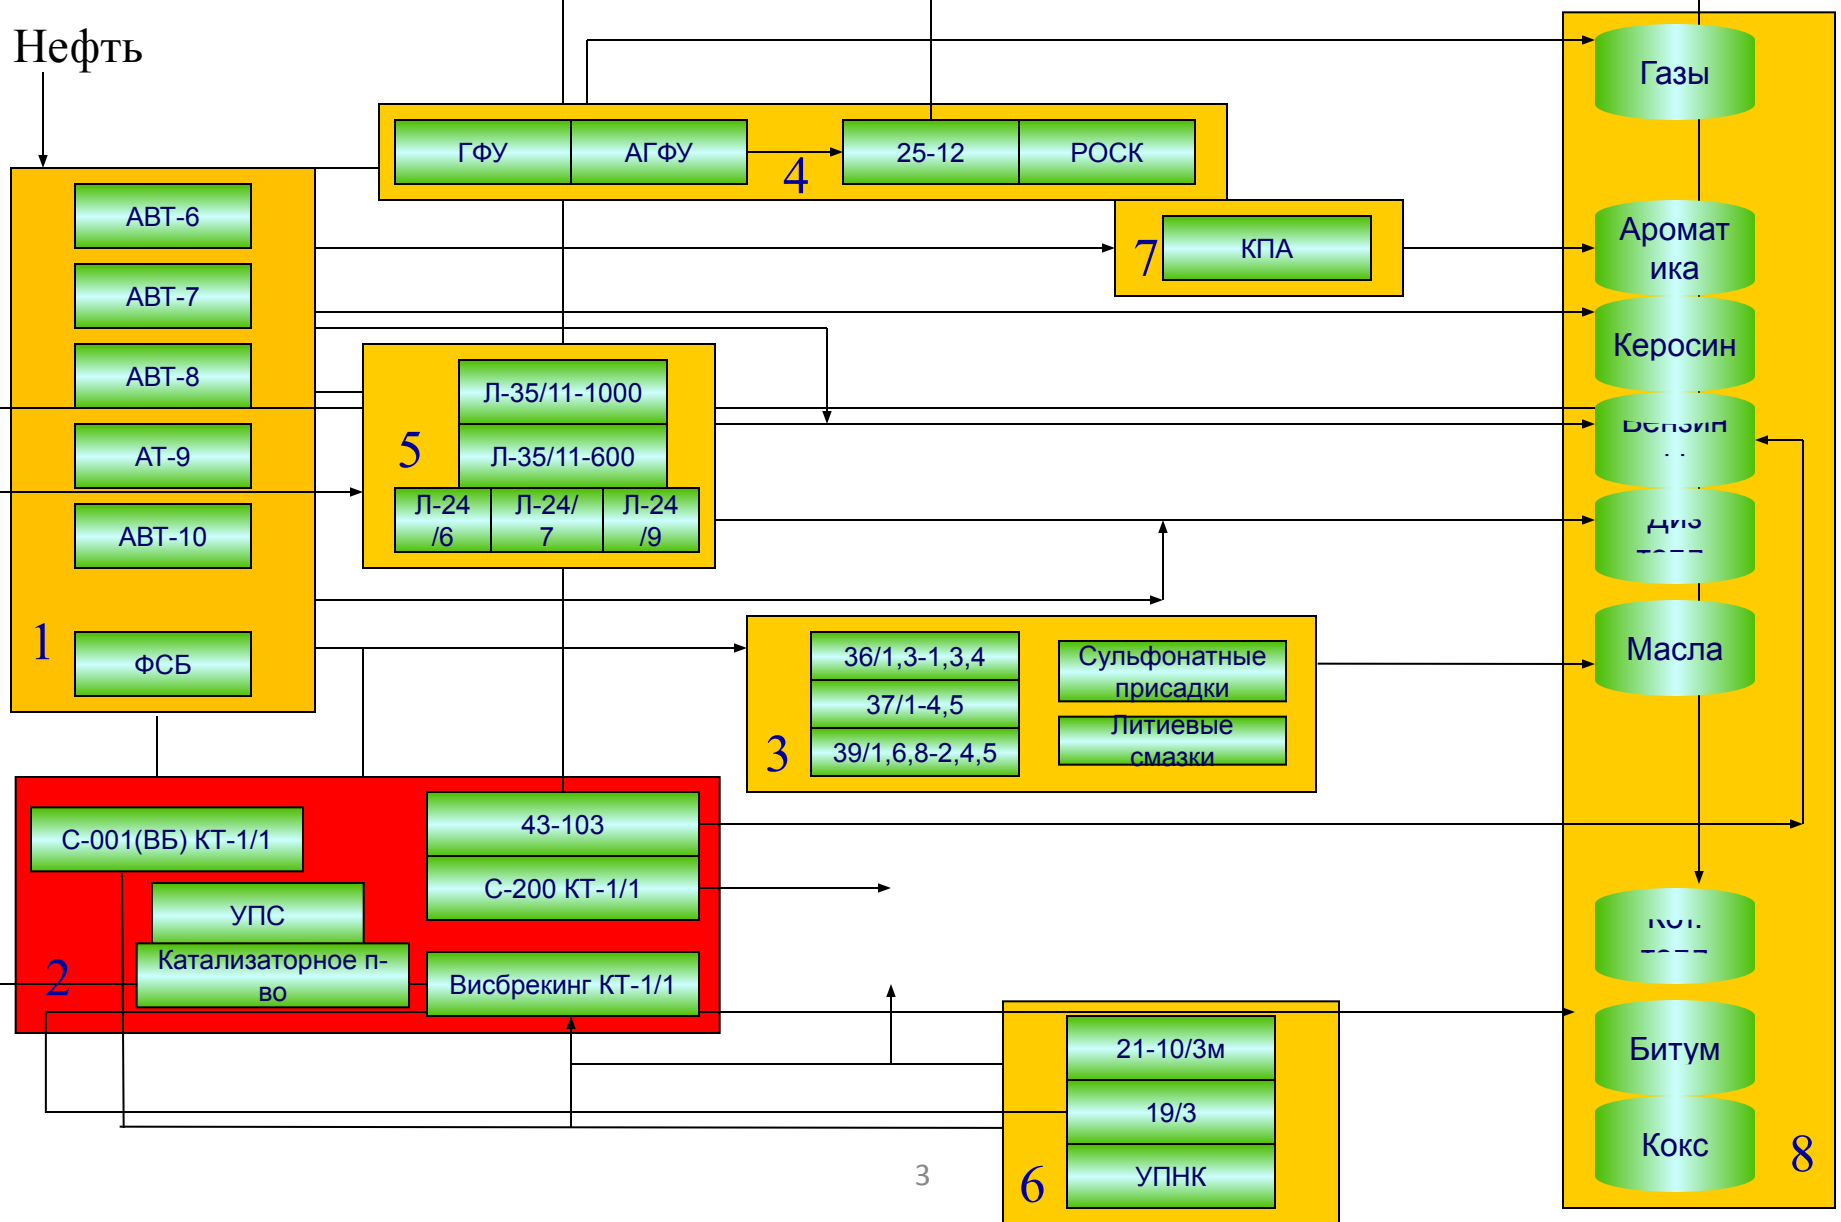 Нефть
Газы
ГФУ
АГФУ
4
25-12
РОСК
АВТ-6
7
КПА
Аромат
ика
АВТ-7
Керосин
АВТ-8
Л-35/11-1000
АТ-9
5
Л-35/11-600
Бензин
АВТ-10
Л-24
/6
Л-24/
7
Л-24
/9
Диз
1
ФСБ
36/1,3-1,3,4
37/1-4,5
39/1,6,8-2,4,5
3
Сульфонатные
присадки
Литиевые
смазки
Масла
С-001(ВБ) КТ-1/1
43-103
С-200 КТ-1/1
УПС
Катализаторное п-
во
2
Висбрекинг КТ-1/1
Кот.
21-10/3м
19/3
УПНК
6
Битум
Кокс
8
3